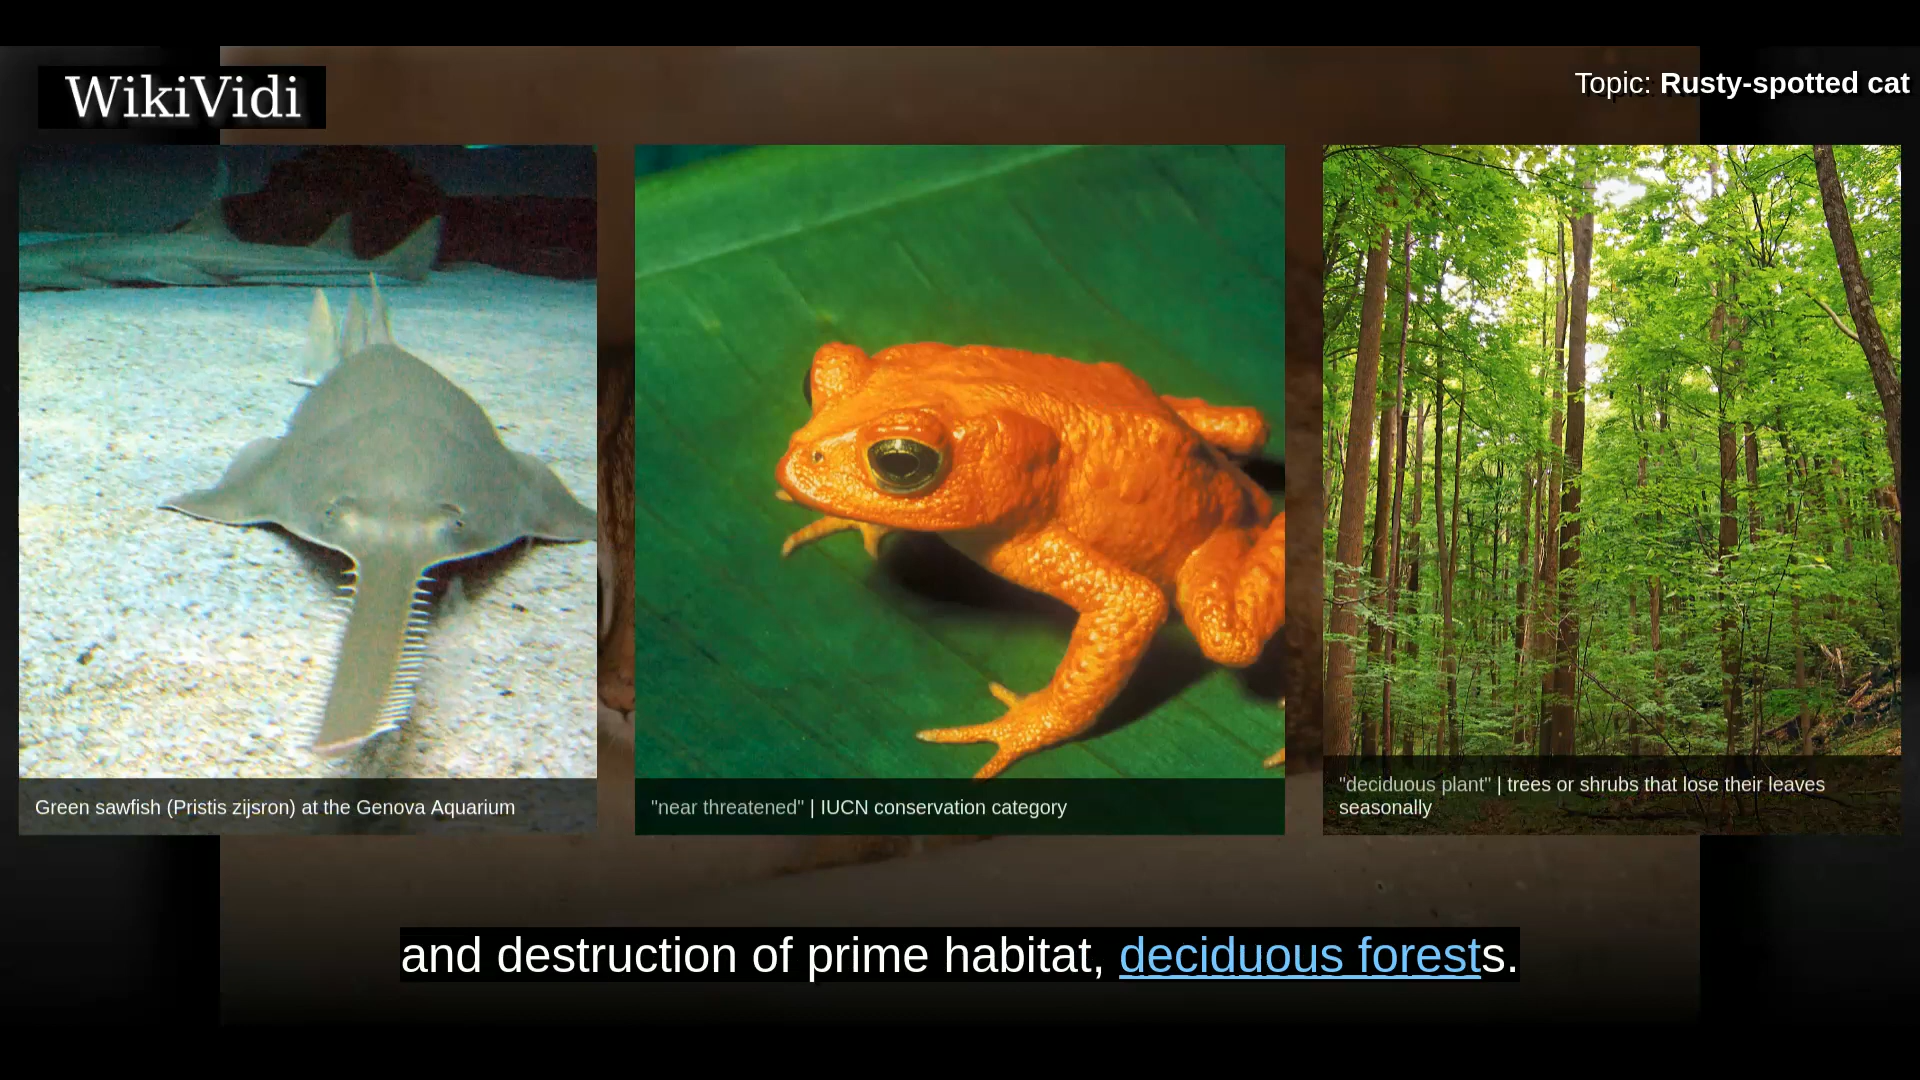 WikiVidi
Topic: Rusty-spotted cat
Green sawfish (Pristis zijsron) at the Genova Aquarium
"near threatened" | IUCN conservation category
"deciduous plant" | trees or shrubs that lose their leaves
seasonally
and destruction of prime habitat, deciduous forests.